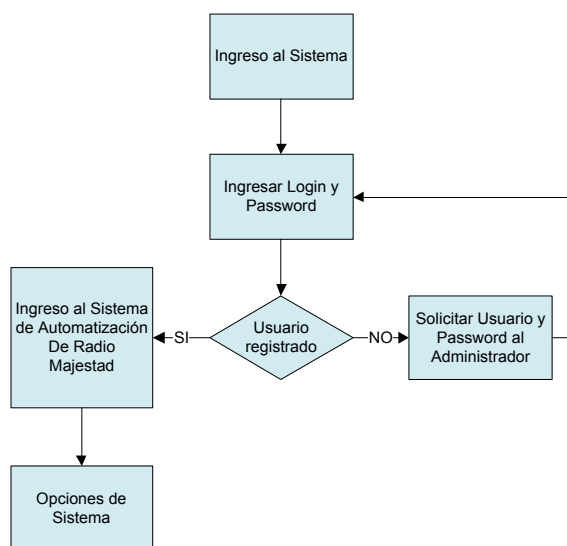 Ingreso al Sistema
Ingresar Login y
Password
Ingreso al Sistema
de Automatización
De Radio
Majestad
SI
Usuario
registrado
NO
Solicitar Usuario y
Password al
Administrador
Opciones de
Sistema